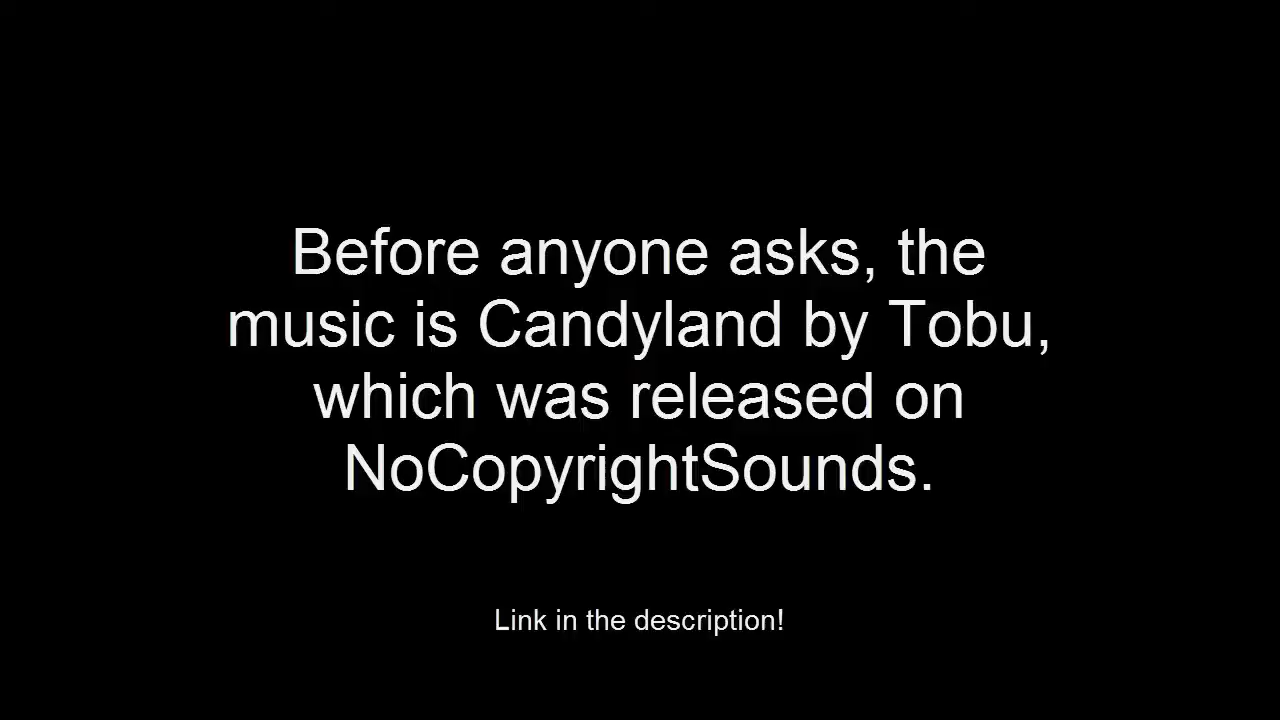 Before anyone asks, the
music is Candyland by Tobu,
which was released on
NoCopyrightSounds.
Link in the description!